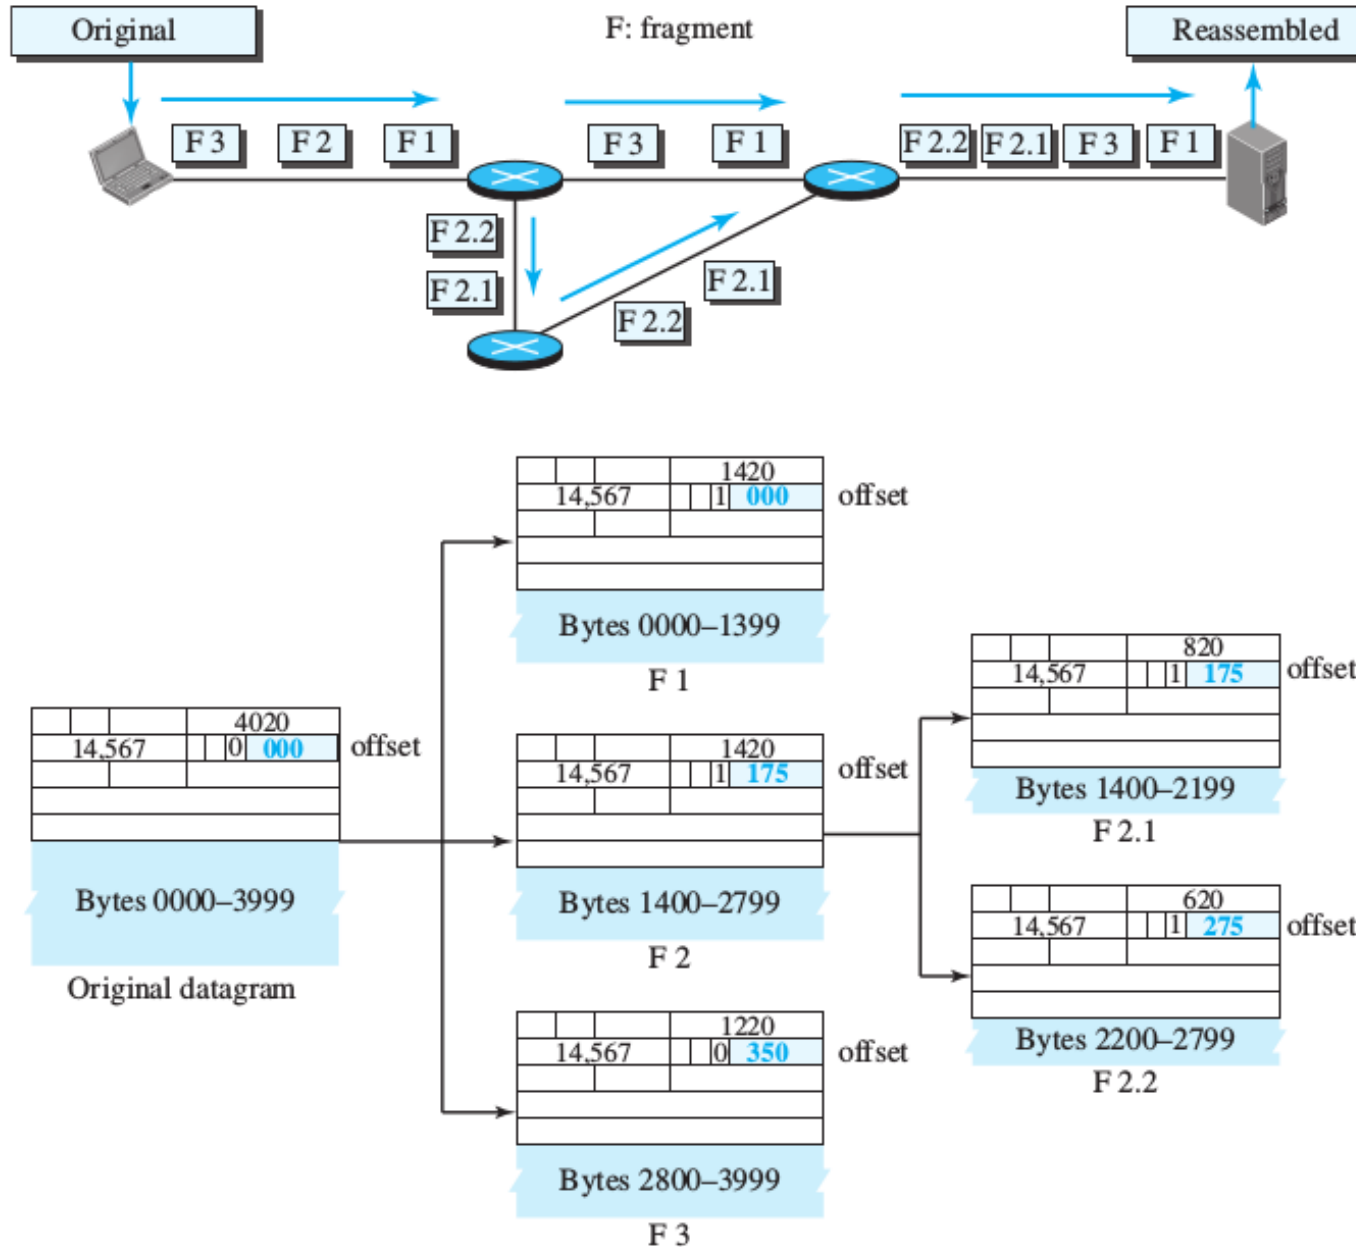 Original
F: fragment
Reassembled
F 3 F 2 F 1
F 3 F 1
F 2.2 F 2.1 F 3 F 1
F 2.2
F 2.1
F 2.1
F 2.2
1420
14,567 1 000 offset
Bytes 0000–1399
F 1
4020
14,567 0 000 offset
Bytes 0000–3999
Original datagram
1420
14,567 1 175 offset
Bytes 1400–2799
F 2
1220
14,567 0 350 offset
Bytes 2800–3999
F 3
820
14,567 1 175 offset
Bytes 1400–2199
F 2.1
620
14,567 1 275 offset
Bytes 2200–2799
F 2.2